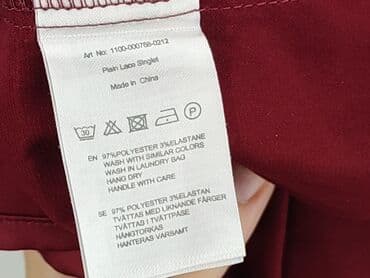 Art No: 1100-000758-0212
Plain Lace Singlet
Made in China
30
P
EN 97%POLYESTER 3%ELASTANE
WASH WITH SIMILAR COLORS
WASH IN LAUNDRY BAG
HANG DRY
HANDLE WITH CARE
SE 97% POLYESTER 3%ELASTAN
TVÄTTAS MED LIKNANDE FÄRGER
TVÄTTAS I TVÄTTPÅSE
HÄNGTORKAS
HANTERAS VARSAMT